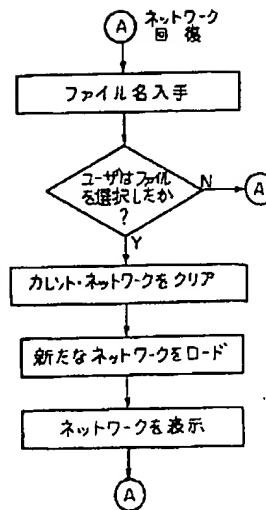 A
ネットワーク
回復
ファイル名入手
ユーザはファイル
を選択したか
?
N
A
Y
カレント・ネットワークをクリア
新たなネットワークをロード
ネットワークを表示
A